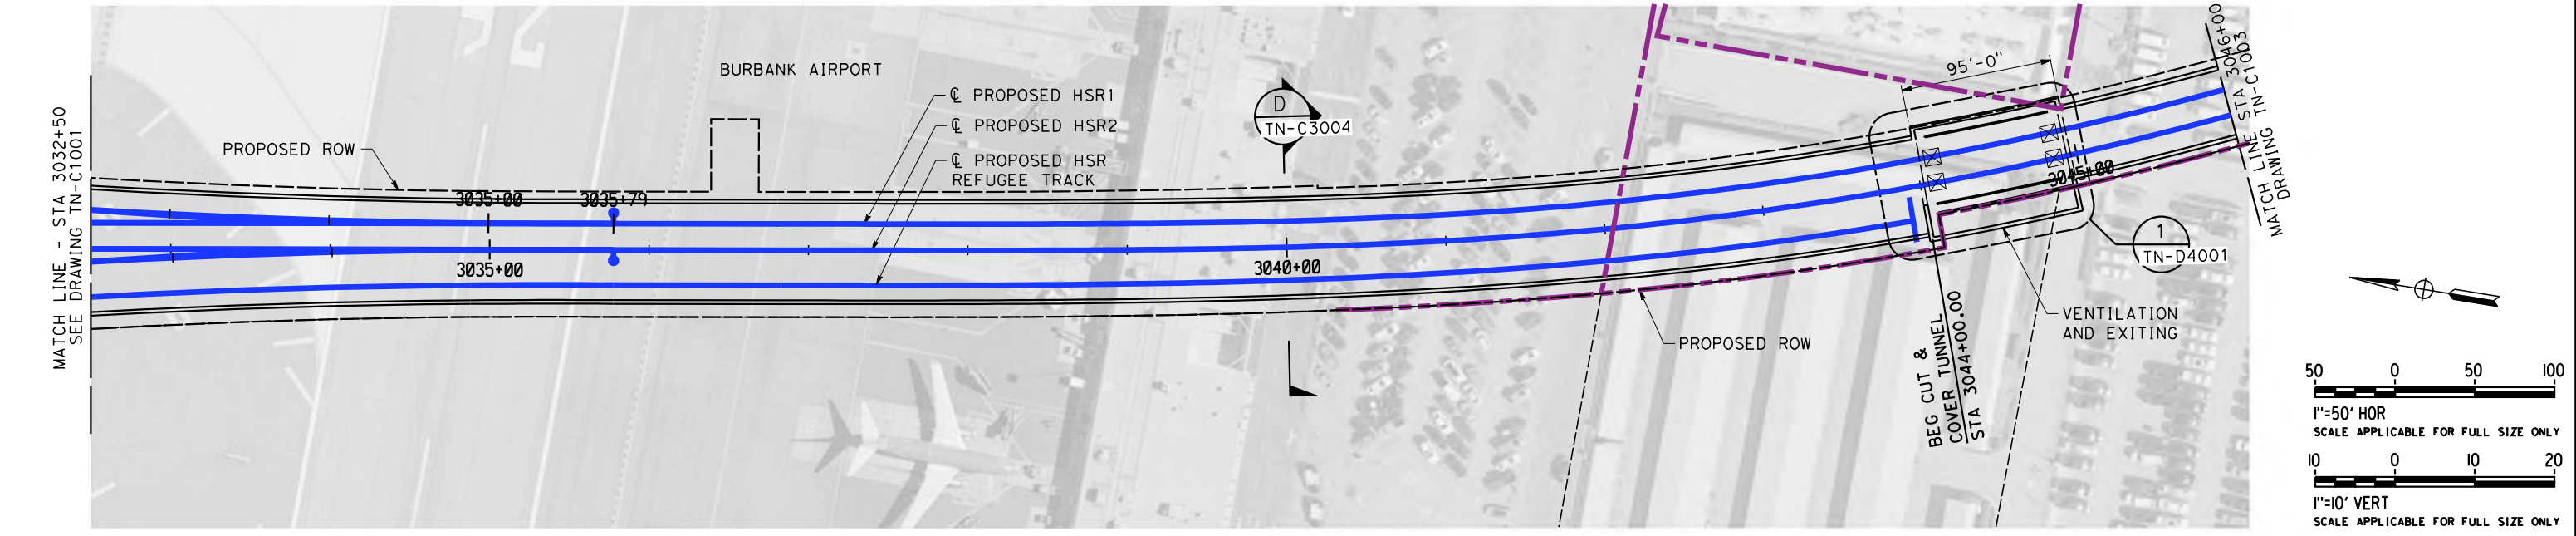 MATCH LINE - STA 3032+50
SEE DRAWING TN-C1001
PROPOSED ROW
BURBANK AIRPORT
℄ PROPOSED HSR1
℄ PROPOSED HSR2
℄ PROPOSED HSR
REFUGEE TRACK
3035+00
3035+79
3035+00
D
TN-C3004
3040+00
PROPOSED ROW
95'-0"
3045+00
BEG CUT &
COVER TUNNEL
STA 3044+00.00
1
TN-D4001
VENTILATION
AND EXITING
MATCH LINE STA 3046+00
DRAWING TN-C1003
50 0 50 100
1"=50' HOR
SCALE APPLICABLE FOR FULL SIZE ONLY
10 0 10 20
1"=10' VERT
SCALE APPLICABLE FOR FULL SIZE ONLY